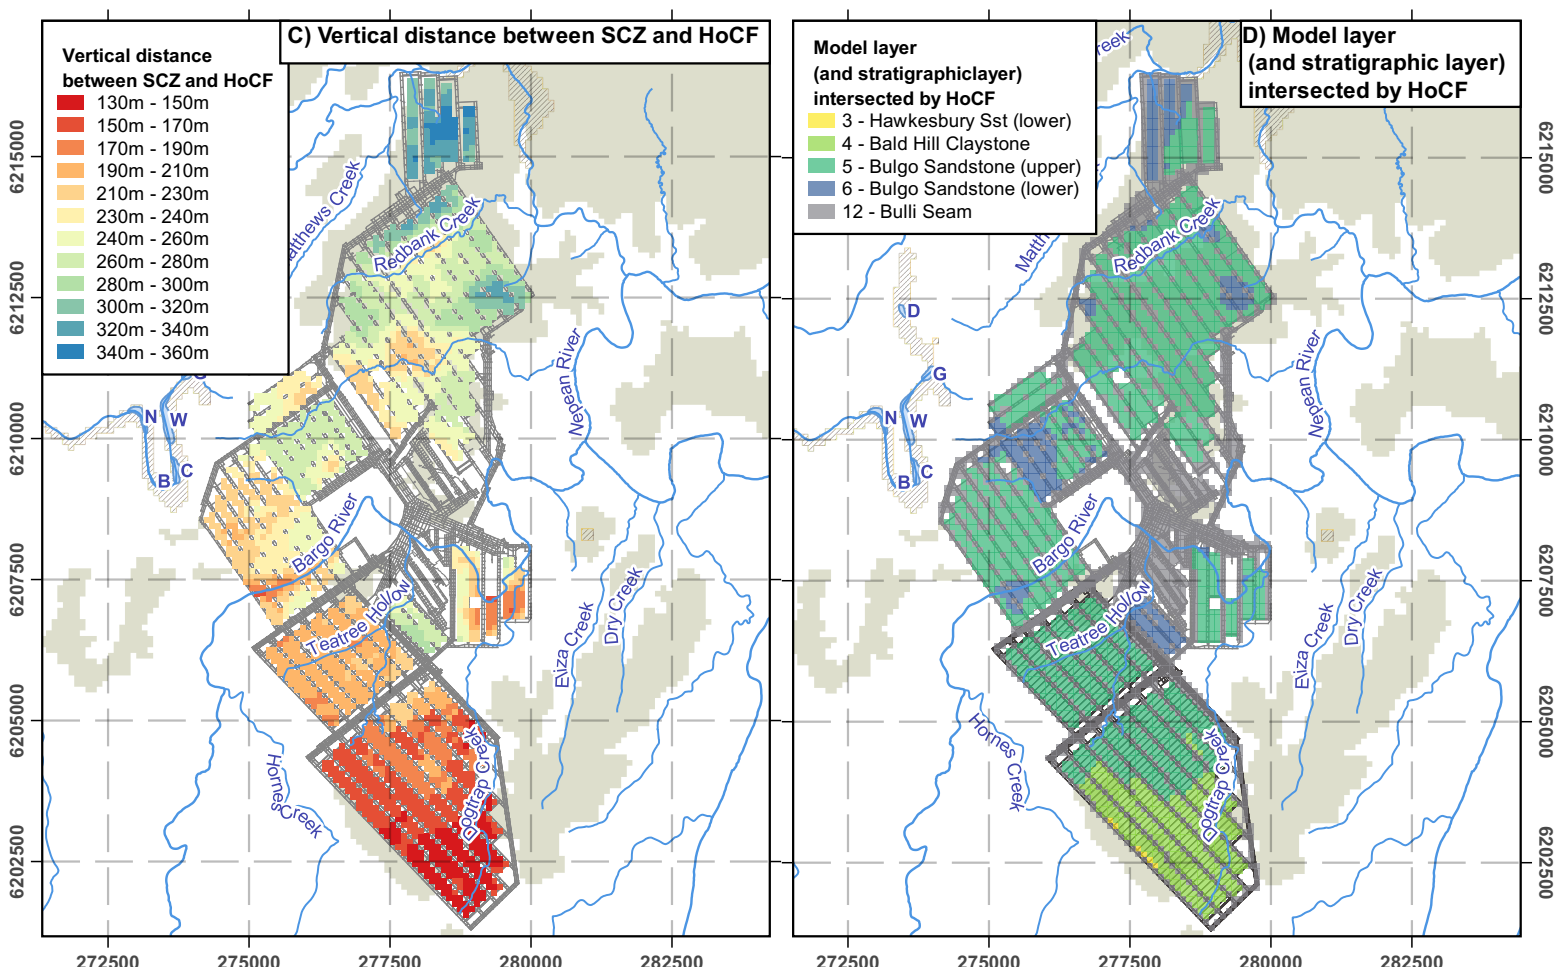 C) Vertical distance between SCZ and HoCF
Vertical distance
between SCZ and HoCF
130m - 150m
150m - 170m
170m - 190m
190m - 210m
210m - 230m
230m - 240m
240m - 260m
260m - 280m
280m - 300m
300m - 320m
320m - 340m
340m - 360m
atthews Creek
Redbank Creek
Nepean River
N
W
B
C
Bargo River
Teatree Hollow
Eliza Creek
Dry Creek
Hornes Creek
Dogtrap Creek
6215000
6212500
6210000
6207500
6205000
6202500
272500
275000
277500
280000
282500
D) Model layer
(and stratigraphic layer)
intersected by HoCF
Model layer
(and stratigraphiclayer)
intersected by HoCF
3 - Hawkesbury Sst (lower)
4 - Bald Hill Claystone
5 - Bulgo Sandstone (upper)
6 - Bulgo Sandstone (lower)
12 - Bulli Seam
reek
Matth
Redbank Creek
Nepean River
D
G
N
W
B
C
Bargo River
Teatree Hollow
Eliza Creek
Dry Creek
Hornes Creek
Dogtrap Creek
6215000
6212500
6210000
6207500
6205000
6202500
272500
275000
277500
280000
282500